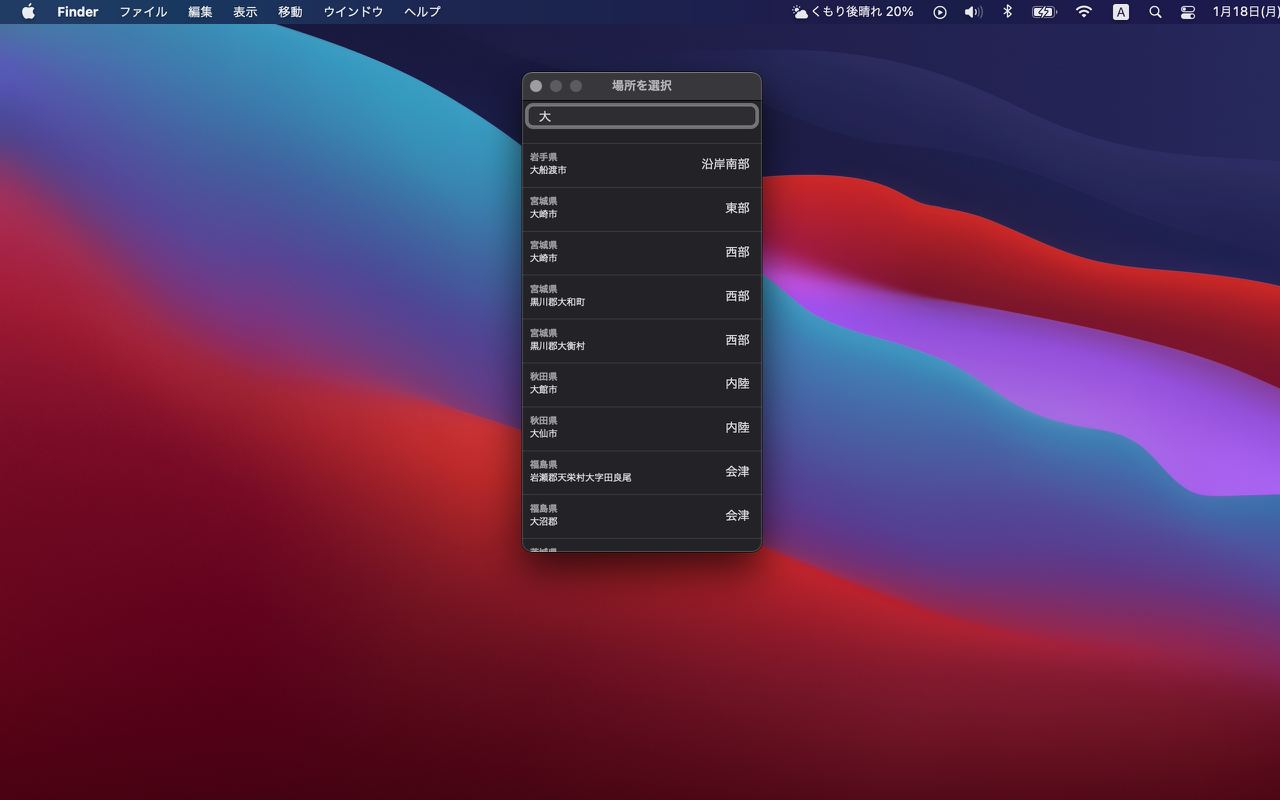 Finder ファイル 編集 表示 移動 ウインドウ ヘルプ くもり後晴れ 20% A 1月18日(月)
場所を選択
大
岩手県
大船渡市 沿岸南部
宮城県
大崎市 東部
宮城県
大崎市 西部
宮城県
黒川郡大和町 西部
宮城県
黒川郡大衡村 西部
秋田県
大館市 内陸
秋田県
大仙市 内陸
福島県
岩瀬郡天栄村大字田良尾 会津
福島県
大沼郡 会津